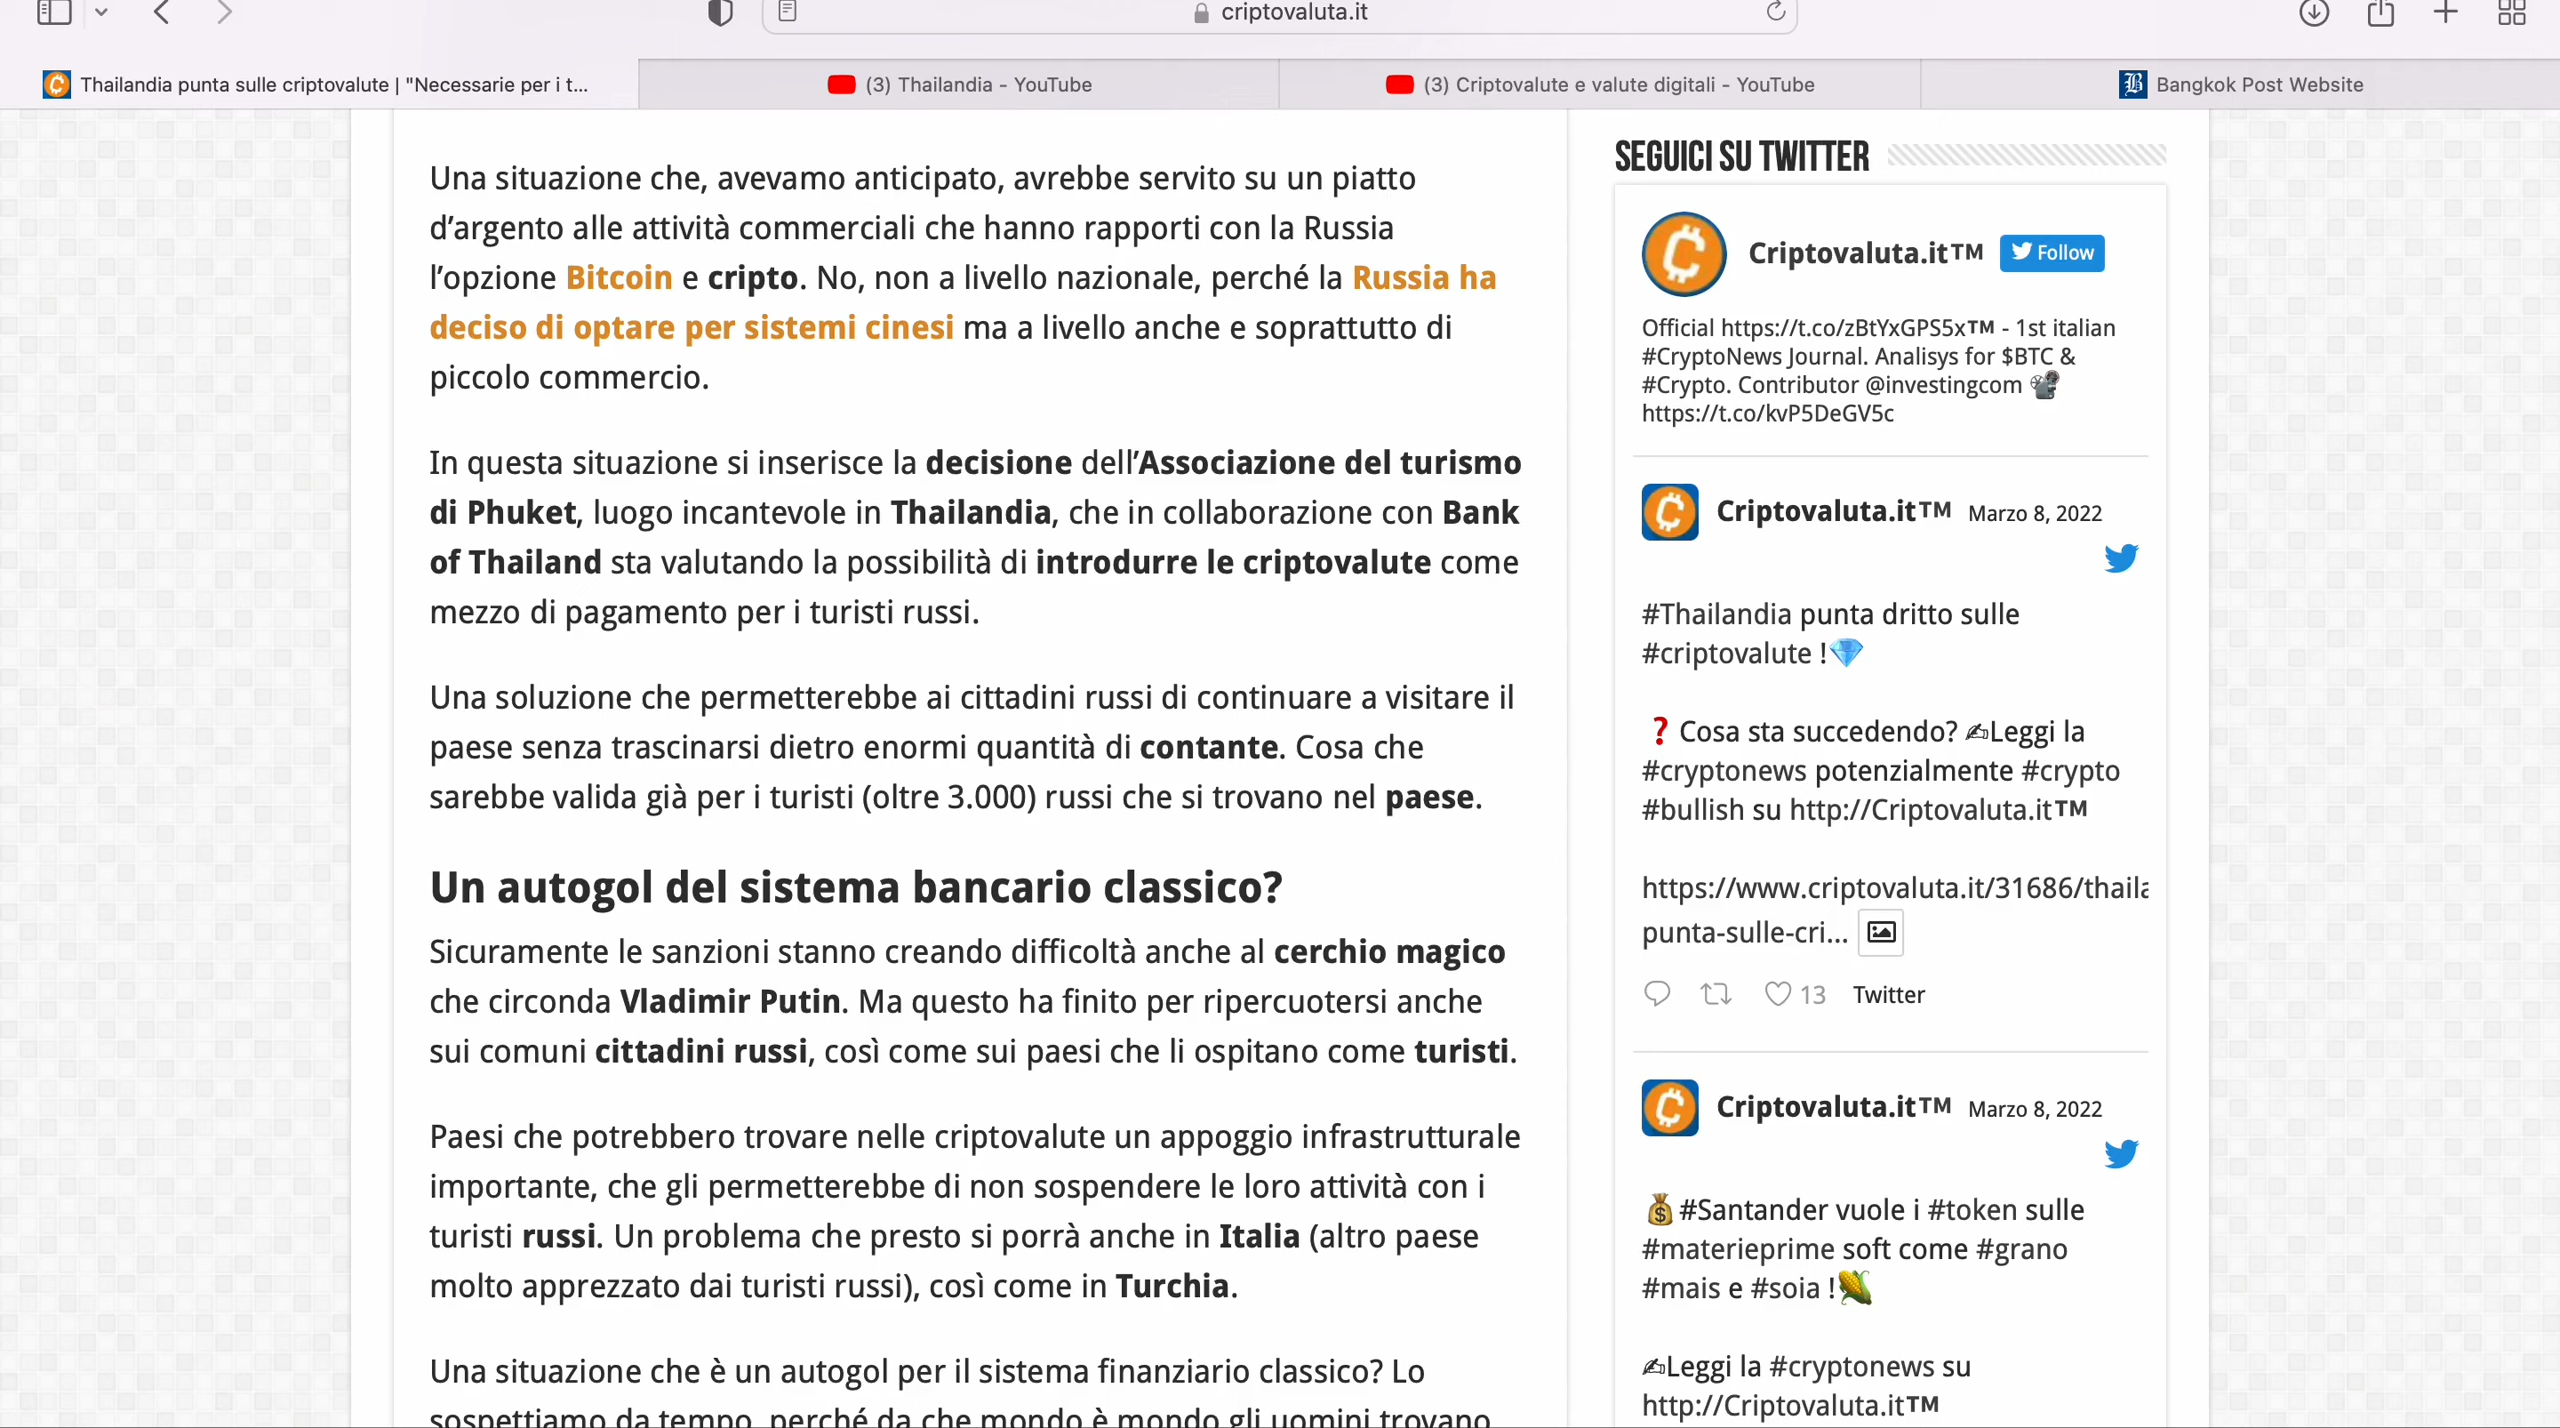 criptovaluta.it
Thailandia punta sulle criptovalute | "Necessarie per i t...
(3) Thailandia - YouTube
(3) Criptovalute e valute digitali - YouTube
Bangkok Post Website
Una situazione che, avevamo anticipato, avrebbe servito su un piatto
d’argento alle attività commerciali che hanno rapporti con la Russia
l’opzione Bitcoin e cripto. No, non a livello nazionale, perché la Russia ha
deciso di optare per sistemi cinesi ma a livello anche e soprattutto di
piccolo commercio.
In questa situazione si inserisce la decisione dell’Associazione del turismo
di Phuket, luogo incantevole in Thailandia, che in collaborazione con Bank
of Thailand sta valutando la possibilità di introdurre le criptovalute come
mezzo di pagamento per i turisti russi.
Una soluzione che permetterebbe ai cittadini russi di continuare a visitare il
paese senza trascinarsi dietro enormi quantità di contante. Cosa che
sarebbe valida già per i turisti (oltre 3.000) russi che si trovano nel paese.
Un autogol del sistema bancario classico?
Sicuramente le sanzioni stanno creando difficoltà anche al cerchio magico
che circonda Vladimir Putin. Ma questo ha finito per ripercuotersi anche
sui comuni cittadini russi, così come sui paesi che li ospitano come turisti.
Paesi che potrebbero trovare nelle criptovalute un appoggio infrastrutturale
importante, che gli permetterebbe di non sospendere le loro attività con i
turisti russi. Un problema che presto si porrà anche in Italia (altro paese
molto apprezzato dai turisti russi), così come in Turchia.
Una situazione che è un autogol per il sistema finanziario classico? Lo
sospettiamo da tempo, perché da che mondo è mondo gli uomini trovano
SEGUICI SU TWITTER
Criptovaluta.it™ Follow
Official https://t.co/zBtYxGPS5x™ - 1st italian
#CryptoNews Journal. Analisys for $BTC &
#Crypto. Contributor @investingcom 📽
https://t.co/kvP5DeGV5c
Criptovaluta.it™ Marzo 8, 2022
#Thailandia punta dritto sulle
#criptovalute !💎
❓ Cosa sta succedendo? ✍Leggi la
#cryptonews potenzialmente #crypto
#bullish su http://Criptovaluta.it™
https://www.criptovaluta.it/31686/thaila
punta-sulle-cri...
13 Twitter
Criptovaluta.it™ Marzo 8, 2022
💰#Santander vuole i #token sulle
#materieprime soft come #grano
#mais e #soia !🌽
✍Leggi la #cryptonews su
http://Criptovaluta.it™